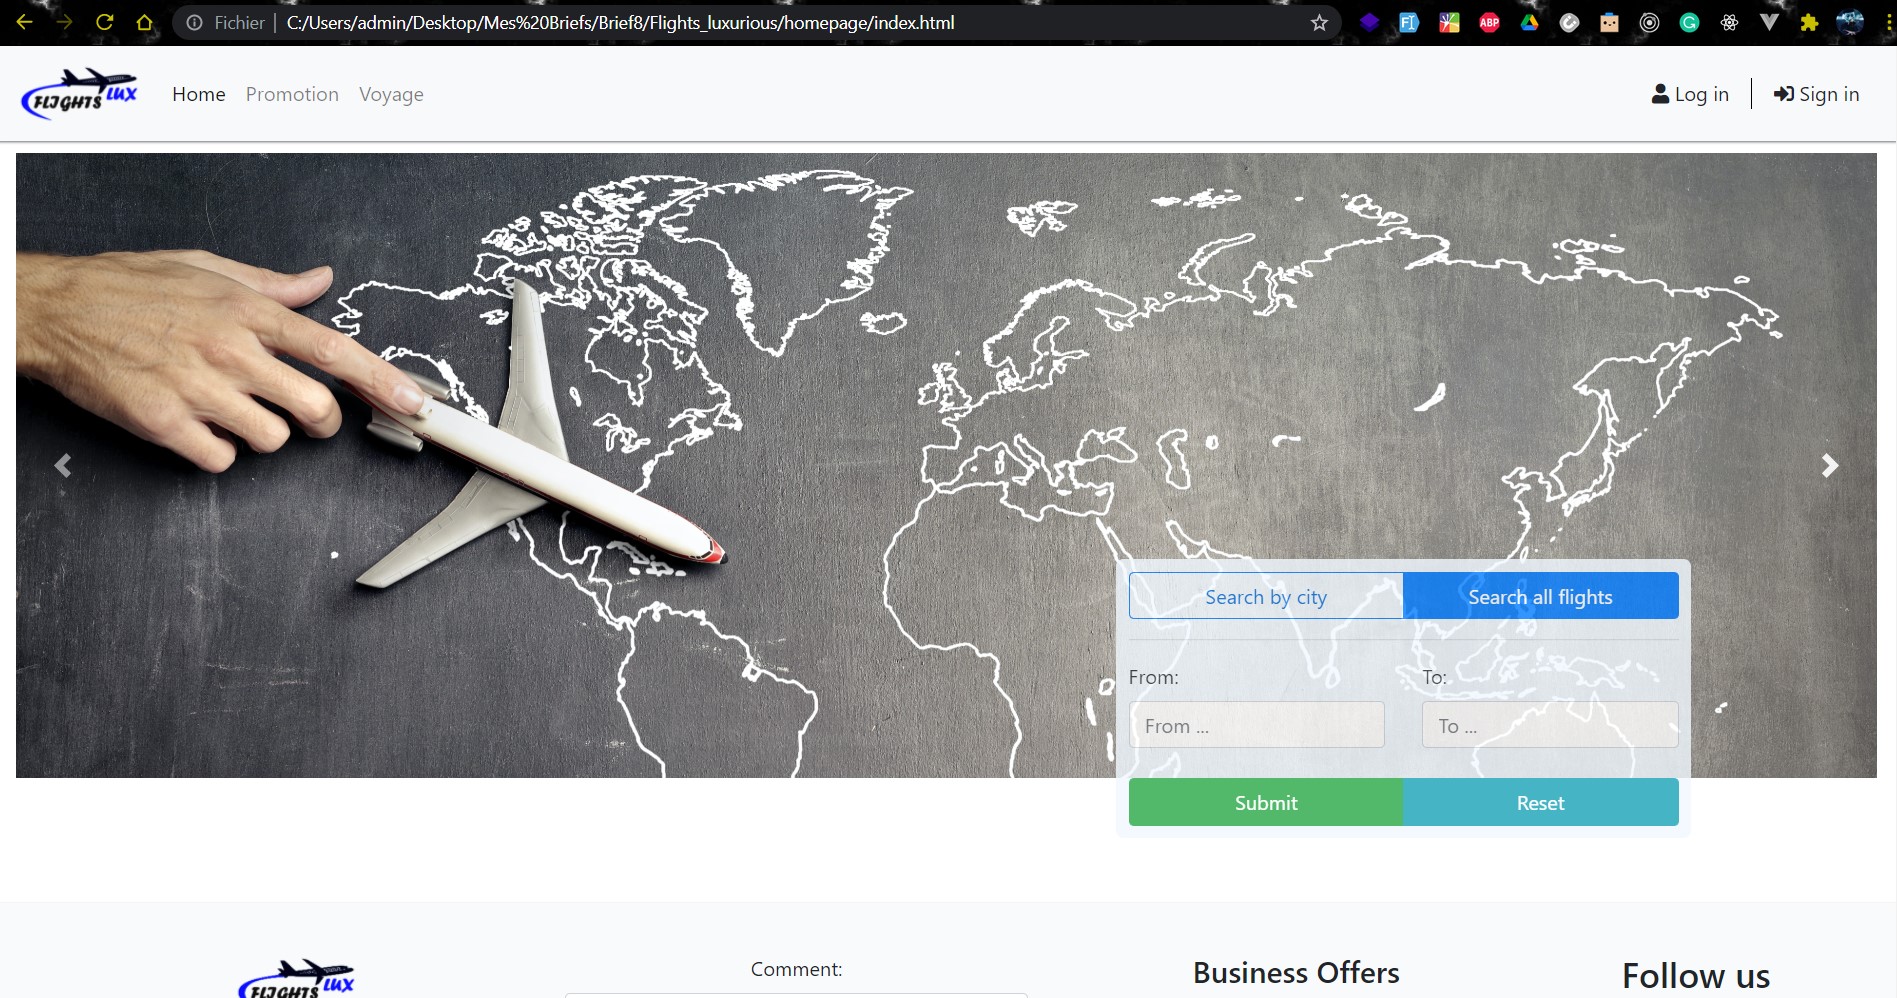 Fichier | C:/Users/admin/Desktop/Mes%20Briefs/Brief8/Flights_luxurious/homepage/index.html
ABP
FLIGHTS LUX
Home Promotion Voyage
Log in
Sign in
Search by city
Search all flights
From:
To:
From ...
To ...
Submit
Reset
FLIGHTS LUX
Comment:
Business Offers
Follow us